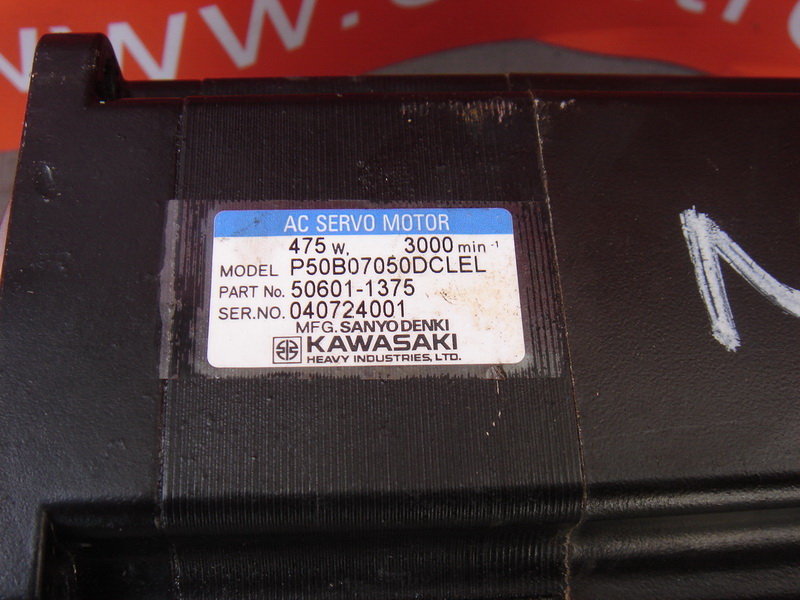 AC SERVO MOTOR
475 W, 3000 min⁻¹
MODEL P50B07050DCLEL
PART No. 50601-1375
SER.NO. 040724001
MFG. SANYO DENKI
KAWASAKI
HEAVY INDUSTRIES, LTD.